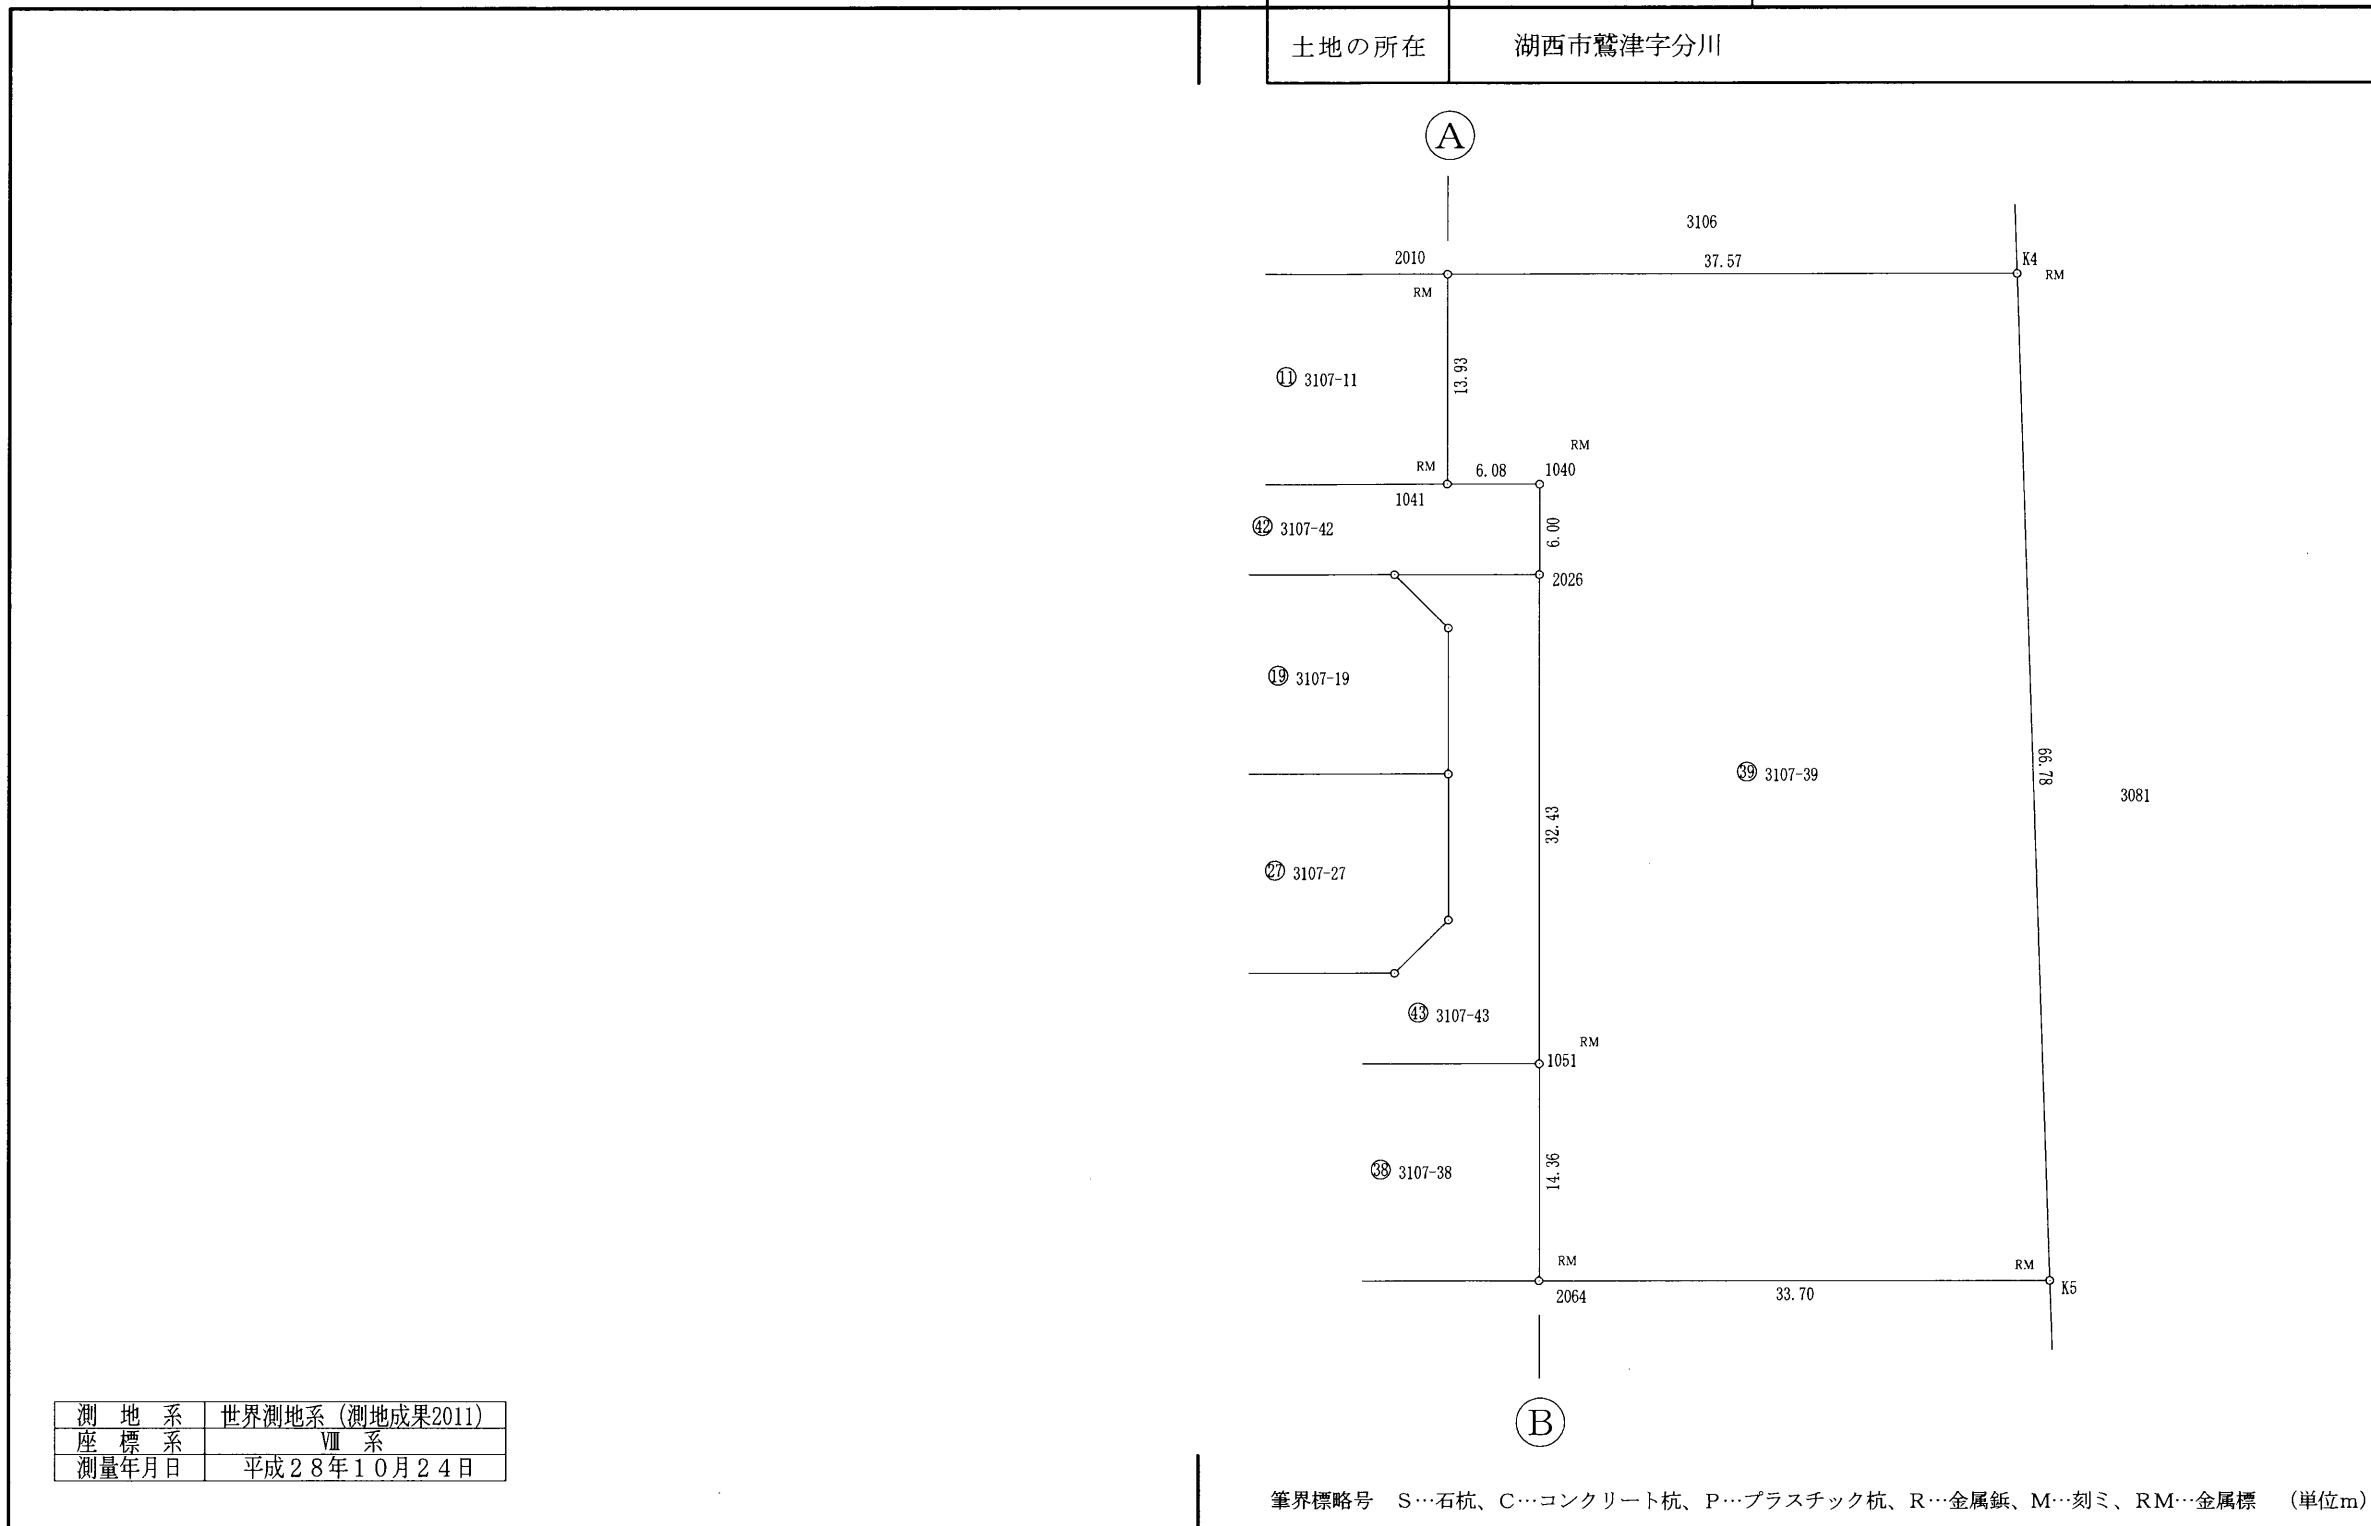 土地の所在 湖西市鷲津字分川
A
3106
2010 37.57 K4
RM
RM
⑪ 3107-11
13.93
RM
RM 6.08 1040
1041
㊷ 3107-42
6.00
2026
⑲ 3107-19
66.78
㊴ 3107-39
3081
32.43
㉗ 3107-27
㊸ 3107-43
RM
1051
㊳ 3107-38
14.36
RM RM
2064 33.70 K5
B
測地系 世界測地系(測地成果2011)
座標系 Ⅷ 系
測量年月日 平成28年10月24日
筆界標略号 S…石杭、C…コンクリート杭、P…プラスチック杭、R…金属鋲、M…刻ミ、RM…金属標 (単位m)